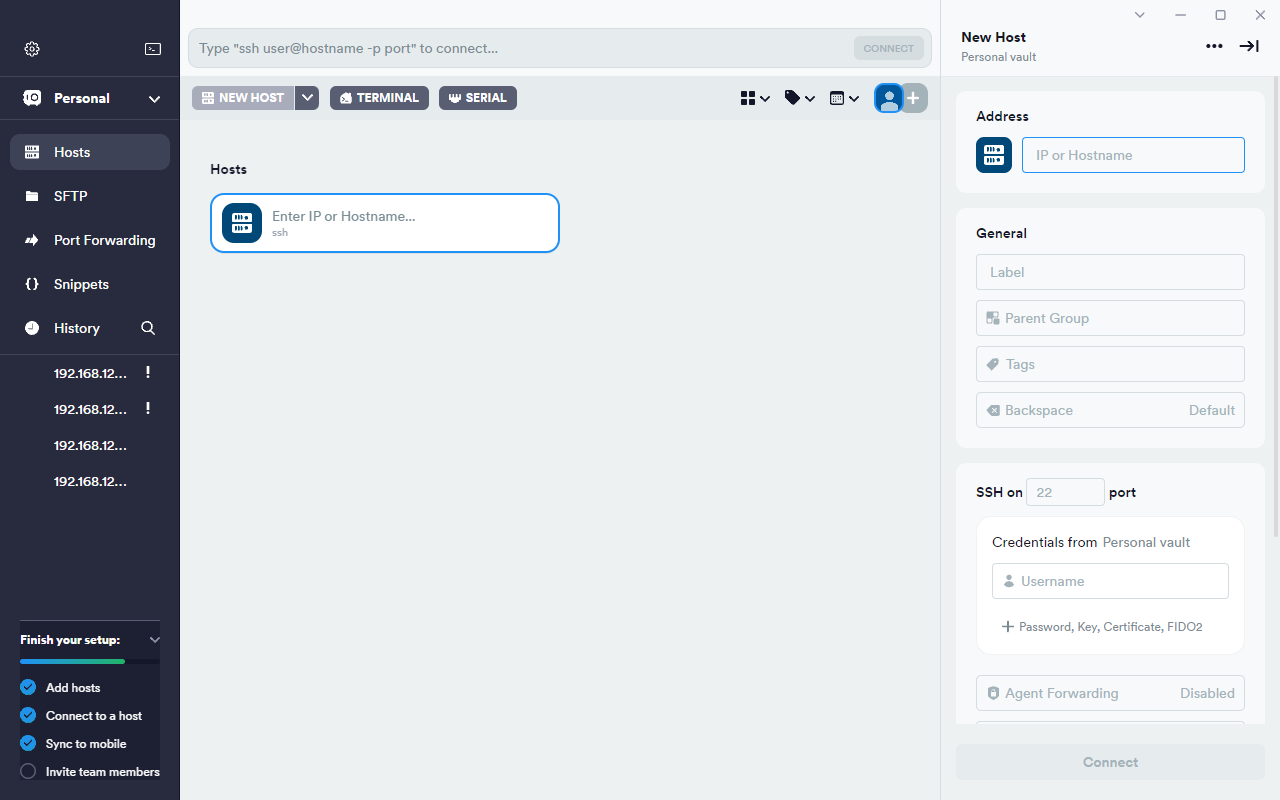 Type "ssh user@hostname -p port" to connect...
CONNECT
New Host
Personal vault
Personal
NEW HOST
TERMINAL
SERIAL
Hosts
SFTP
Port Forwarding
Snippets
History
192.168.12...
192.168.12...
192.168.12...
192.168.12...
Finish your setup:
Add hosts
Connect to a host
Sync to mobile
Invite team members
Hosts
Enter IP or Hostname...
ssh
Address
IP or Hostname
General
Label
Parent Group
Tags
Backspace Default
SSH on 22 port
Credentials from Personal vault
Username
Password, Key, Certificate, FIDO2
Agent Forwarding Disabled
Connect